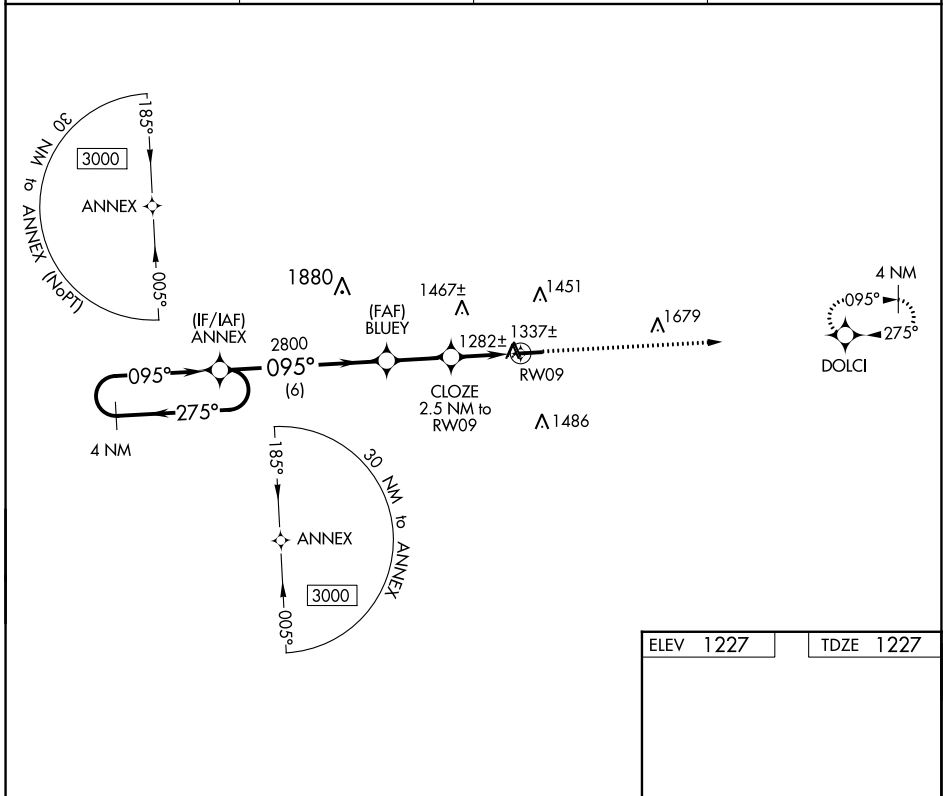 185°
30 NM to ANNEX (NoPT)
3000
ANNEX
005°
4 NM
095°
275°
DOLCI
1880
1467±
1451
(FAF)
BLUEY
(IF/IAF)
ANNEX
1679
1282±
1337±
2800
095°
(6)
RW09
095°
275°
CLOZE
2.5 NM to
RW09
1486
4 NM
185°
30 NM to ANNEX
ANNEX
3000
005°
ELEV 1227
TDZE 1227